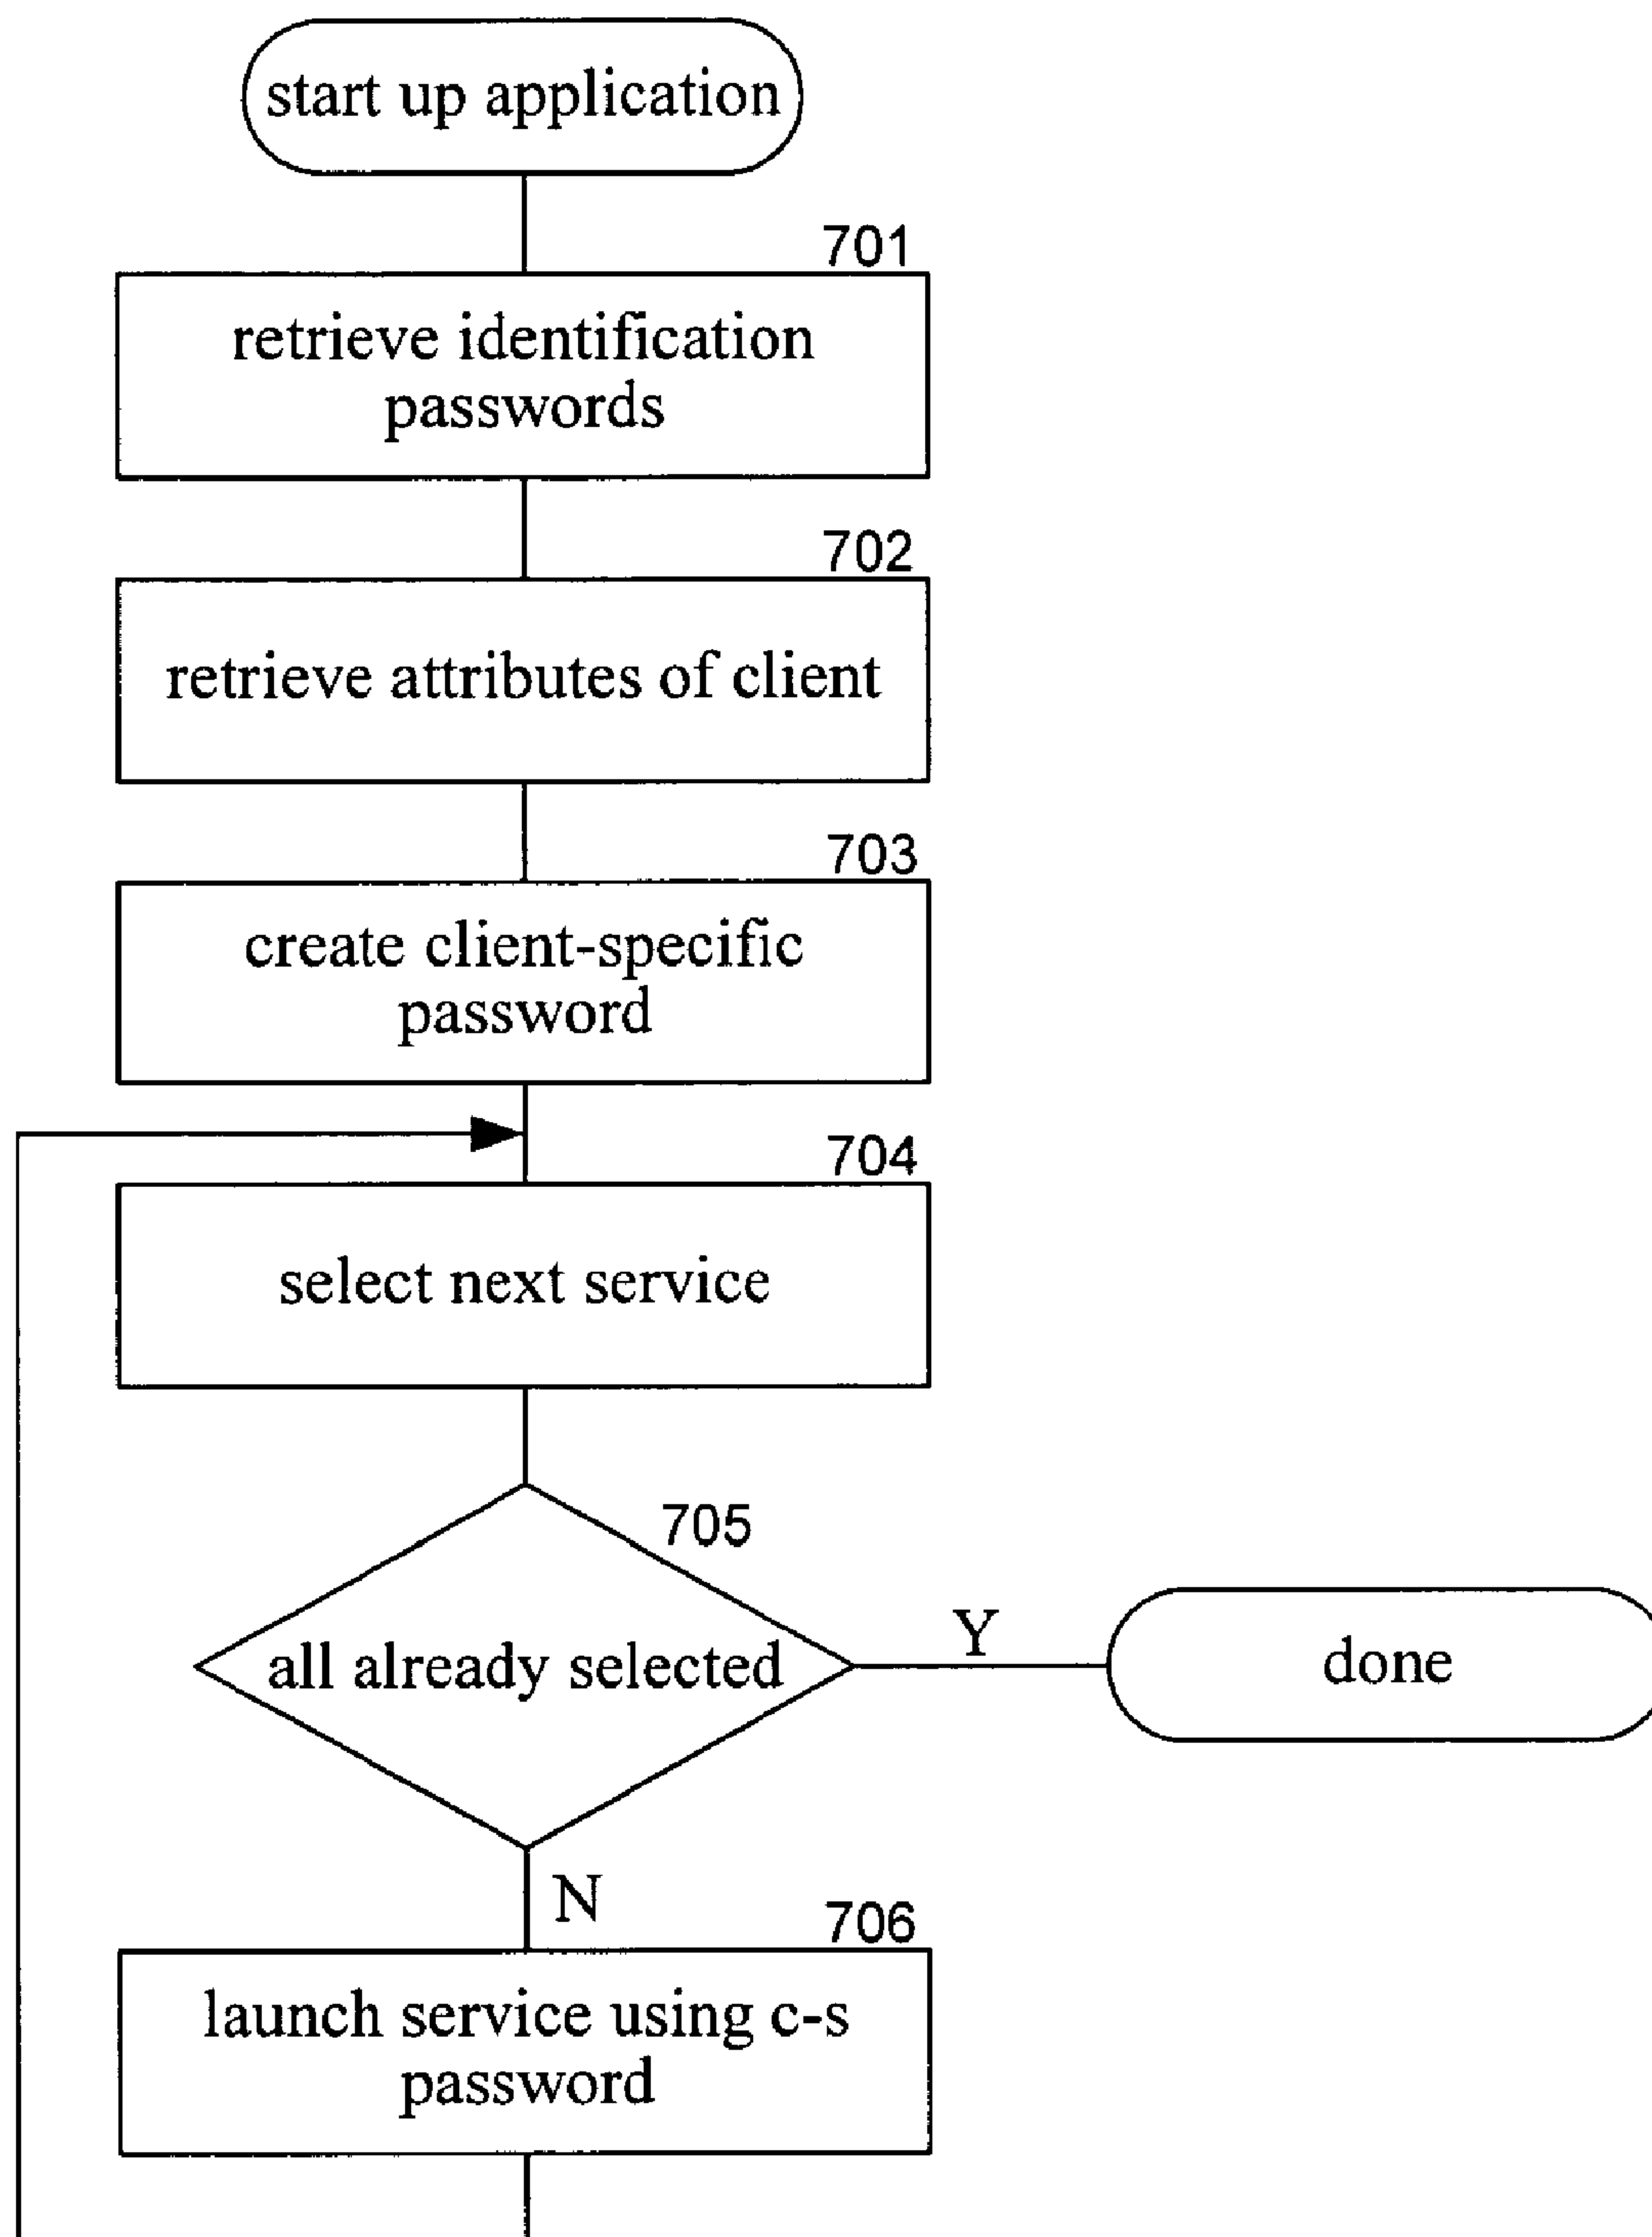 start up application
701
retrieve identification
passwords
702
retrieve attributes of client
703
create client-specific
password
704
select next service
705
all already selected
Y
done
N
706
launch service using c-s
password